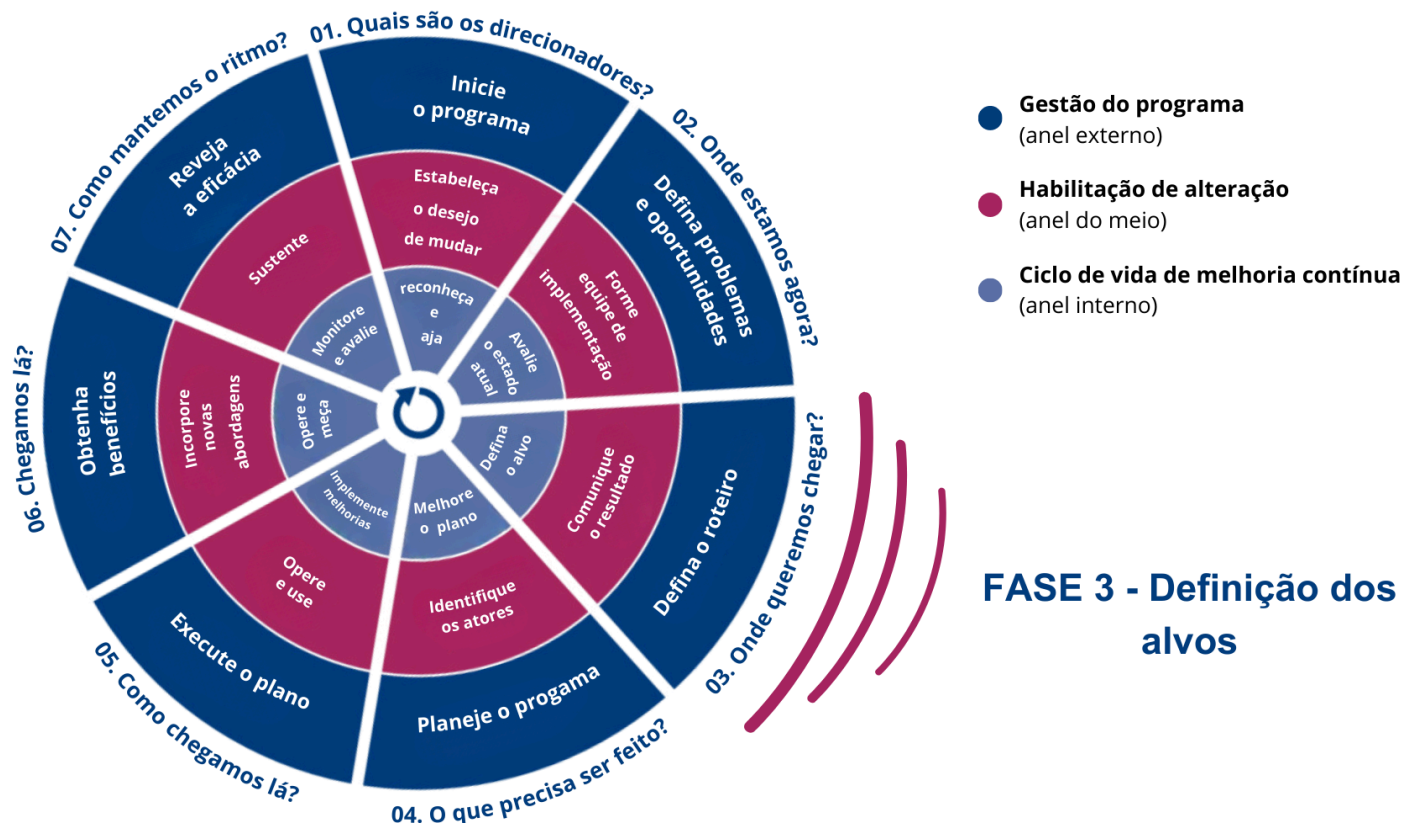 01. Quais são os direcionadores?
Inicie
o programa
Estabeleça
o desejo
de mudar
reconheça
e
aja
02. Onde estamos agora?
Defina problemas
e oportunidades
Forme
equipe de
implementação
Avalie
o estado
atual
03. Onde queremos chegar?
Defina o roteiro
Comunique
o resultado
Defina
o alvo
04. O que precisa ser feito?
Planeje o progama
Identifique
os atores
Melhore
o plano
05. Como chegamos lá?
Execute o plano
Opere
e use
Implemente
melhorias
06. Chegamos lá?
Obtenha
benefícios
Incorpore
novas
abordagens
Opere e
meça
07. Como mantemos o ritmo?
Reveja
a eficácia
Sustente
Monitore
e avalie
Gestão do programa
(anel externo)
Habilitação de alteração
(anel do meio)
Ciclo de vida de melhoria contínua
(anel interno)
FASE 3 - Definição dos
alvos